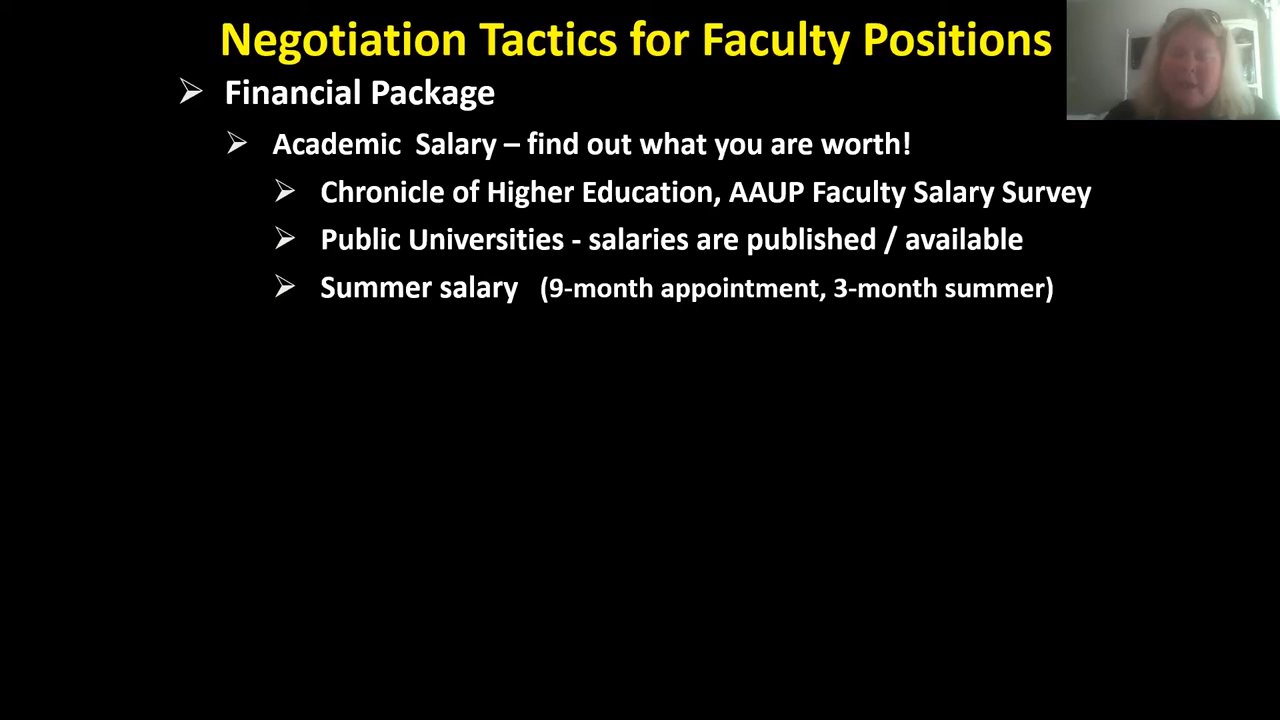 Negotiation Tactics for Faculty Positions
Financial Package
Academic Salary – find out what you are worth!
Chronicle of Higher Education, AAUP Faculty Salary Survey
Public Universities - salaries are published / available
Summer salary (9-month appointment, 3-month summer)